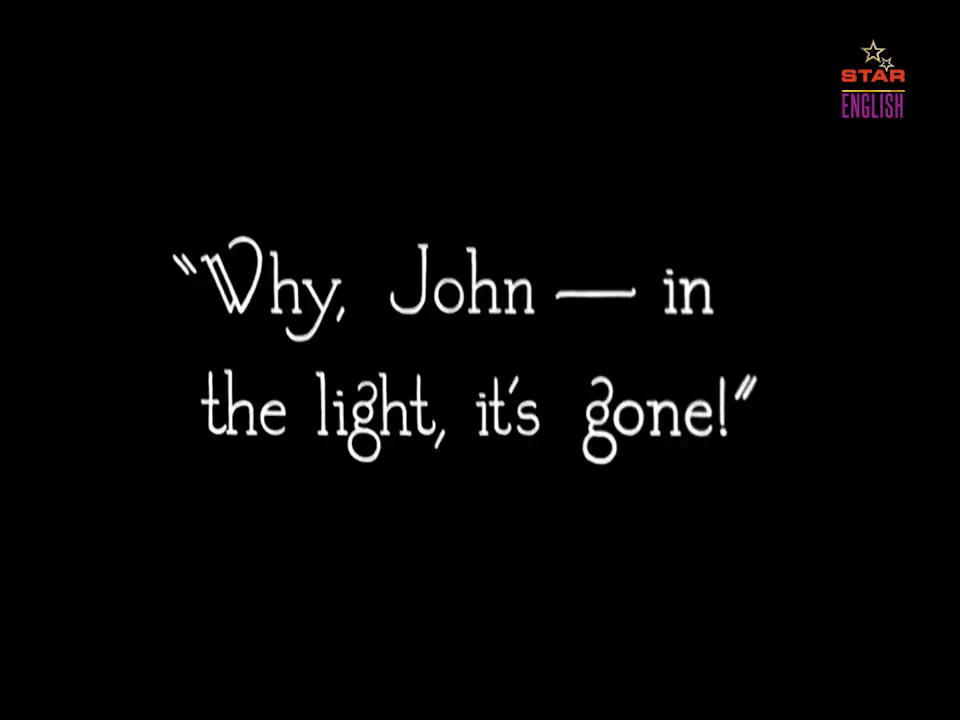 STAR
ENGLISH
“Why, John — in
the light, it's gone!”